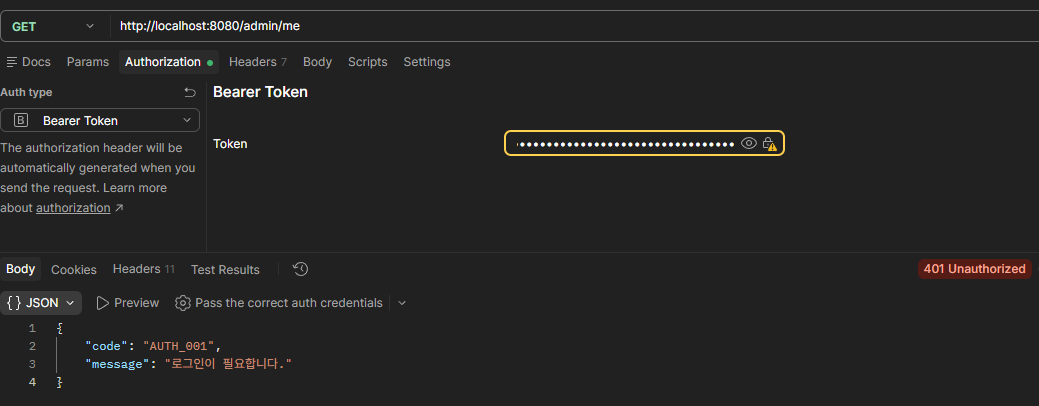 GET http://localhost:8080/admin/me
Docs Params Authorization Headers 7 Body Scripts Settings
Auth type
B Bearer Token
The authorization header will be
automatically generated when you
send the request. Learn more
about authorization ↗
Bearer Token
Token ••••••••••••••••••••••••••••••••••
Body Cookies Headers 11 Test Results 401 Unauthorized
{} JSON Preview Pass the correct auth credentials
1 {
2 "code": "AUTH_001",
3 "message": "로그인이 필요합니다."
4 }